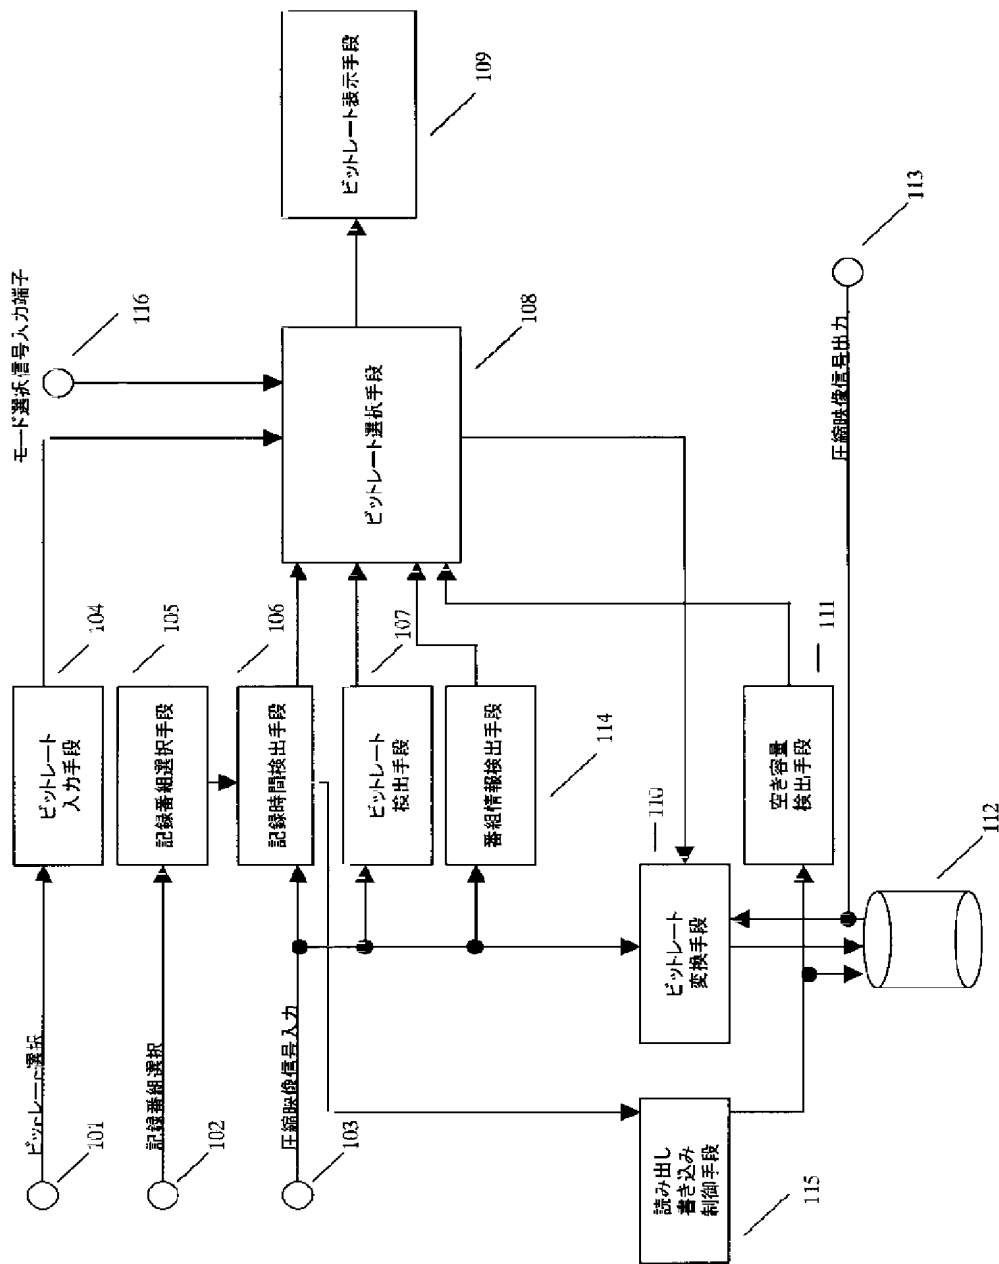 ビットレート選択
101
記録番組選択
102
圧縮映像信号入力
103
ビットレート
入力手段
104
記録番組選択手段
105
記録時間検出手段
106
ビットレート
検出手段
107
番組情報検出手段
114
モード選択信号入力端子
116
ビットレート選択手段
108
ビットレート表示手段
109
読み出し
書き込み
制御手段
115
ビットレート
変換手段
110
空き容量
検出手段
111
112
圧縮映像信号出力
113